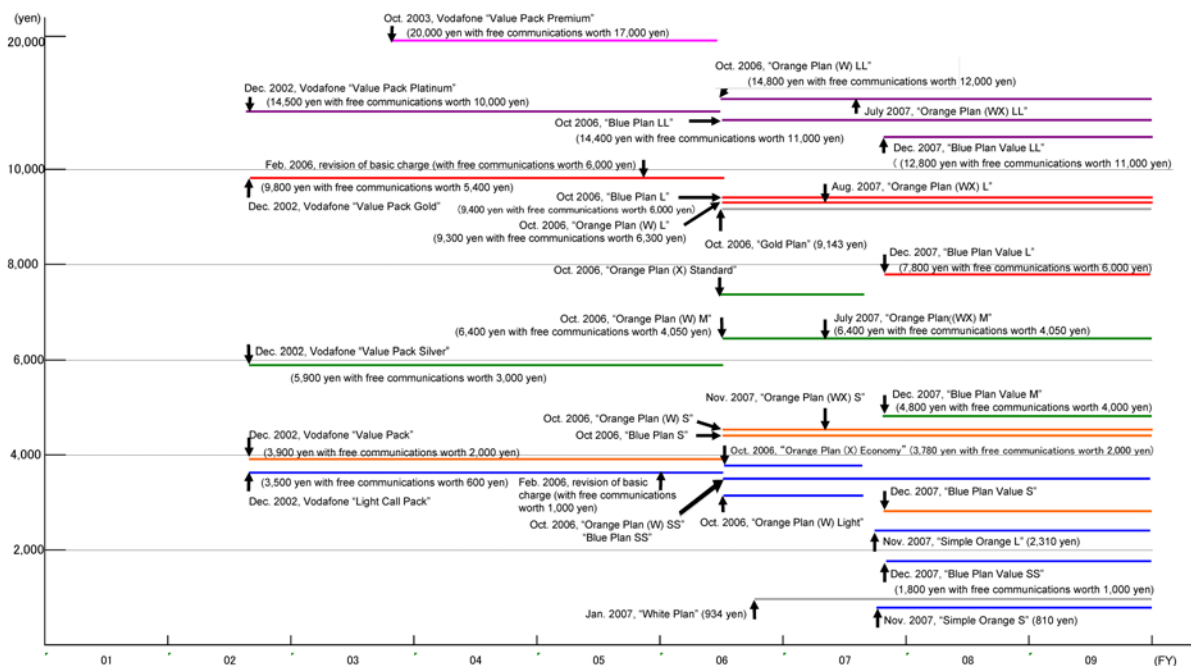 (yen)
Oct. 2003, Vodafone “Value Pack Premium”
(20,000 yen with free communications worth 17,000 yen)
20,000
Oct. 2006, “Orange Plan (W) LL”
(14,800 yen with free communications worth 12,000 yen)
Dec. 2002, Vodafone “Value Pack Platinum”
(14,500 yen with free communications worth 10,000 yen)
July 2007, “Orange Plan (WX) LL”
Oct 2006, “Blue Plan LL”
(14,400 yen with free communications worth 11,000 yen)
Dec. 2007, “Blue Plan Value LL”
( (12,800 yen with free communications worth 11,000 yen)
Feb. 2006, revision of basic charge (with free communications worth 6,000 yen)
10,000
(9,800 yen with free communications worth 5,400 yen)
Dec. 2002, Vodafone “Value Pack Gold”
Aug. 2007, “Orange Plan (WX) L”
Oct 2006, “Blue Plan L”
(9,400 yen with free communications worth 6,000 yen)
Oct. 2006, “Orange Plan (W) L”
(9,300 yen with free communications worth 6,300 yen)
Oct. 2006, “Gold Plan” (9,143 yen)
Dec. 2007, “Blue Plan Value L”
(7,800 yen with free communications worth 6,000 yen)
8,000
Oct. 2006, “Orange Plan (X) Standard”
Oct. 2006, “Orange Plan (W) M”
(6,400 yen with free communications worth 4,050 yen)
July 2007, “Orange Plan((WX) M”
(6,400 yen with free communications worth 4,050 yen)
6,000
Dec. 2002, Vodafone “Value Pack Silver”
(5,900 yen with free communications worth 3,000 yen)
Nov. 2007, “Orange Plan (WX) S”
Dec. 2007, “Blue Plan Value M”
(4,800 yen with free communications worth 4,000 yen)
Oct. 2006, “Orange Plan (W) S”
Oct 2006, “Blue Plan S”
Dec. 2002, Vodafone “Value Pack”
(3,900 yen with free communications worth 2,000 yen)
4,000
Oct. 2006, “Orange Plan (X) Economy” (3,780 yen with free communications worth 2,000 yen)
(3,500 yen with free communications worth 600 yen)
Dec. 2002, Vodafone “Light Call Pack”
Feb. 2006, revision of basic
charge (with free communications
worth 1,000 yen)
Oct. 2006, “Orange Plan (W) SS”
“Blue Plan SS”
Oct. 2006, “Orange Plan (W) Light”
Dec. 2007, “Blue Plan Value S”
Nov. 2007, “Simple Orange L” (2,310 yen)
2,000
Dec. 2007, “Blue Plan Value SS”
(1,800 yen with free communications worth 1,000 yen)
Jan. 2007, “White Plan” (934 yen)
Nov. 2007, “Simple Orange S” (810 yen)
01 02 03 04 05 06 07 08 09 (FY)